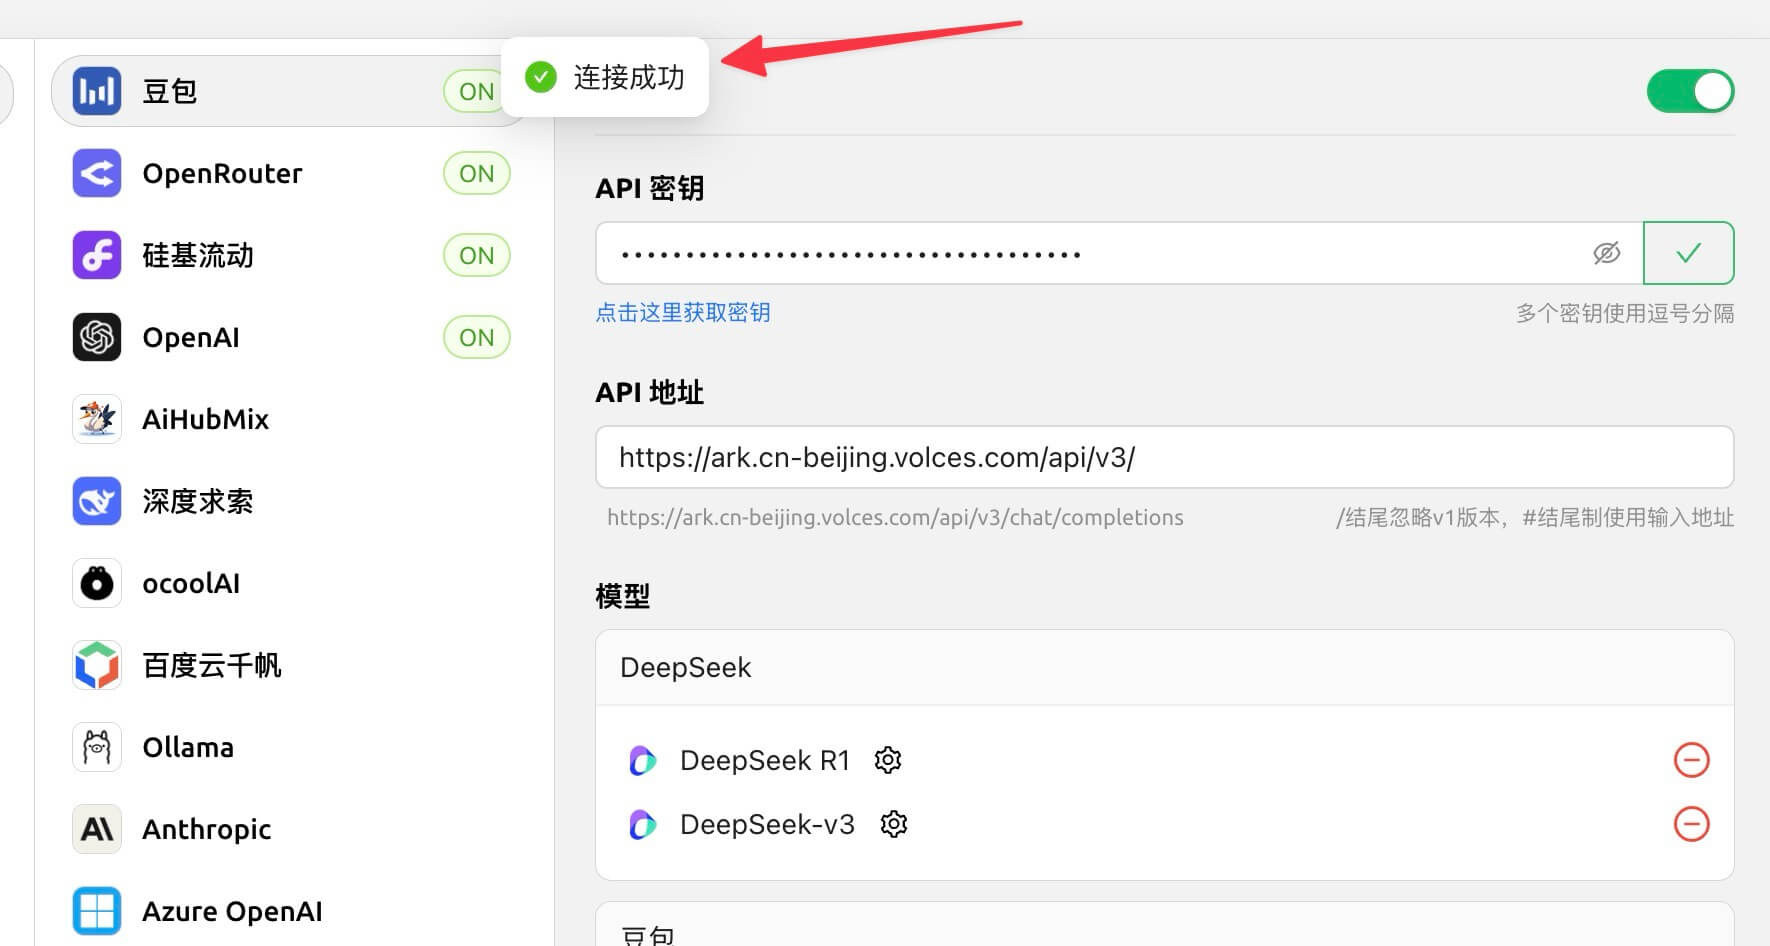 豆包
ON
连接成功
OpenRouter
ON
硅基流动
ON
OpenAI
ON
AiHubMix
深度求索
ocoolAI
百度云千帆
Ollama
Anthropic
Azure OpenAI
API 密钥
••••••••••••••••••••••••••••••••••••
点击这里获取密钥
多个密钥使用逗号分隔
API 地址
https://ark.cn-beijing.volces.com/api/v3/
https://ark.cn-beijing.volces.com/api/v3/chat/completions
/结尾忽略v1版本，#结尾制使用输入地址
模型
DeepSeek
DeepSeek R1
DeepSeek-v3
豆包